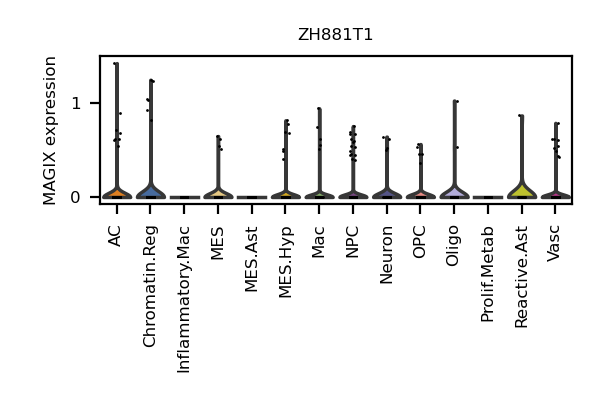 ZH881T1
MAGIX expression
1
0
AC
Chromatin.Reg
Inflammatory.Mac
MES
MES.Ast
MES.Hyp
Mac
NPC
Neuron
OPC
Oligo
Prolif.Metab
Reactive.Ast
Vasc